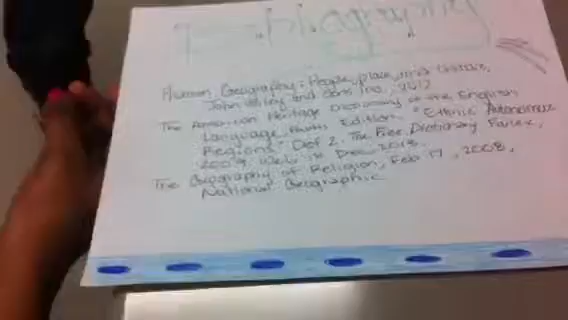 Bibliography
Human Geography: People, place, and Culture,
John Wiley and Sons Inc., 2012
The American Heritage Dictionary of the English
Language, Fourth Edition. "Ethnic Autonomous
Regions" Def 2. The Free Dictionary Farlex,
2009. Web. 12 Dec. 2013.
The Geography of Religion, Feb 17, 2008,
National Geographic